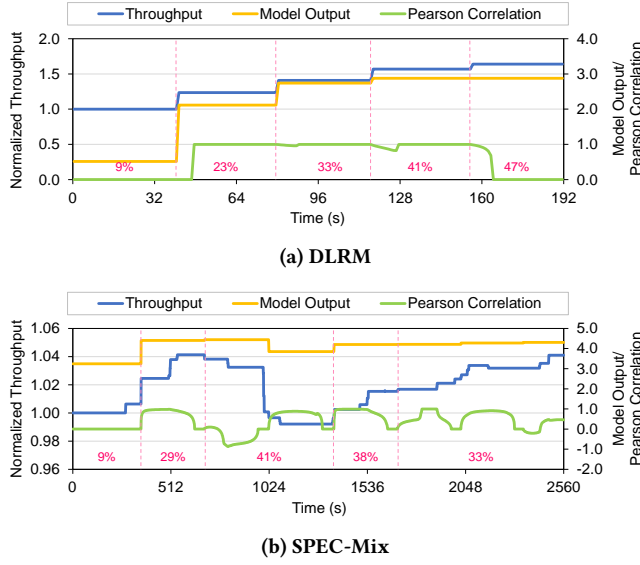 Throughput Model Output Pearson Correlation
Normalized Throughput
2.0
1.5
1.0
0.5
0.0
4.0
3.0
2.0
1.0
0.0
Model Output/
Pearson Correlation
9% 23% 33% 41% 47%
0 32 64 96 128 160 192
Time (s)
(a) DLRM
Throughput Model Output Pearson Correlation
Normalized Throughput
1.06
1.04
1.02
1.00
0.98
0.96
5.0
4.0
3.0
2.0
1.0
0.0
-1.0
-2.0
Model Output/
Pearson Correlation
9% 29% 41% 38% 33%
0 512 1024 1536 2048 2560
Time (s)
(b) SPEC-Mix